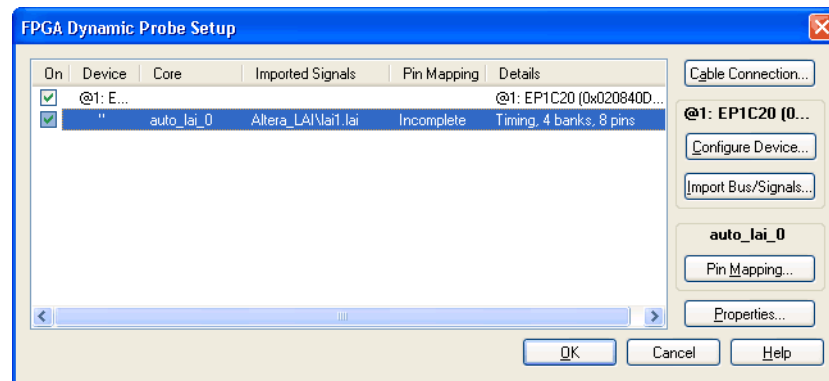 FPGA Dynamic Probe Setup
On Device Core Imported Signals Pin Mapping Details
@1: E... @1: EP1C20 (0x020840D...
" auto_lai_0 Altera_LAI\lai1.lai Incomplete Timing, 4 banks, 8 pins
Cable Connection...
@1: EP1C20 (0...
Configure Device...
Import Bus/Signals...
auto_lai_0
Pin Mapping...
Properties...
OK Cancel Help